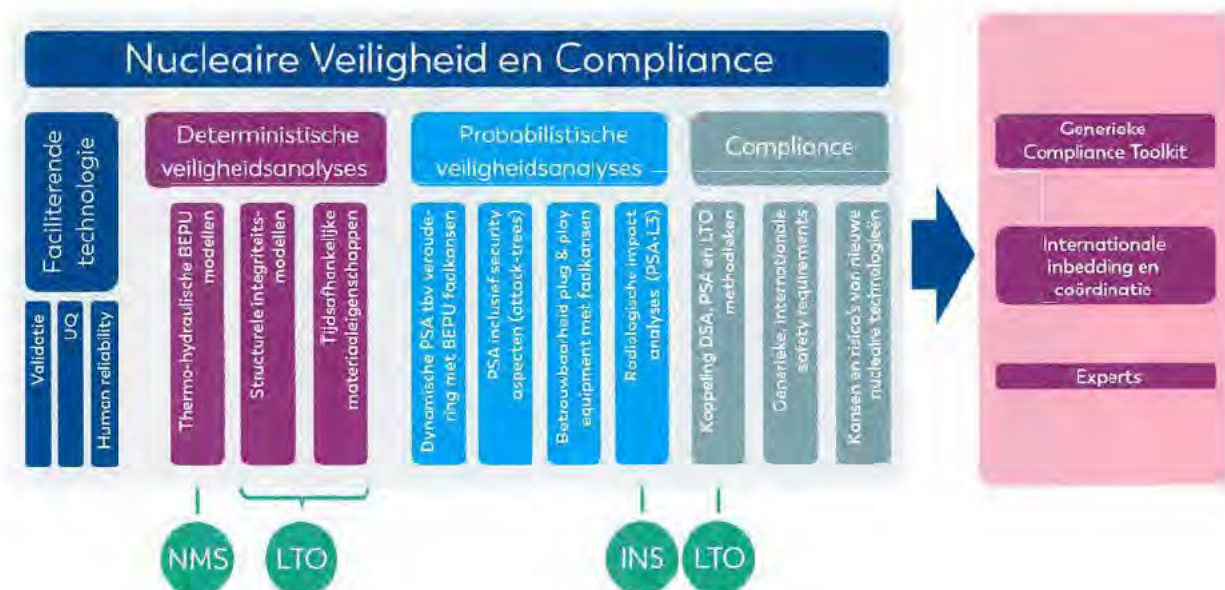 Nucleaire Veiligheid en Compliance
Faciliterende
technologie
Validatie
UQ
Human reliability
Deterministische
veiligheidsanalyses
Thermo-hydraulische BEPU
modellen
Structurele integriteits-
modellen
Tijdsafhankelijke
materiaaleigenschappen
Probabilistische
veiligheidsanalyses
Dynamische PSA tbv veroude-
ring met BEPU faalkansen
PSA inclusief security
aspecten (attack-trees)
Betrouwbaarheid plug & play
equipment met faalkansen
Radiologische impact
analyses (PSA-L3)
Compliance
Koppeling DSA, PSA en LTO
methodieken
Generieke, internationale
safety requirements
Kansen en risico's van nieuwe
nucleaire technologieën
NMS
LTO
INS
LTO
Generieke
Compliance Toolkit
Internationale
inbedding en
coördinatie
Experts